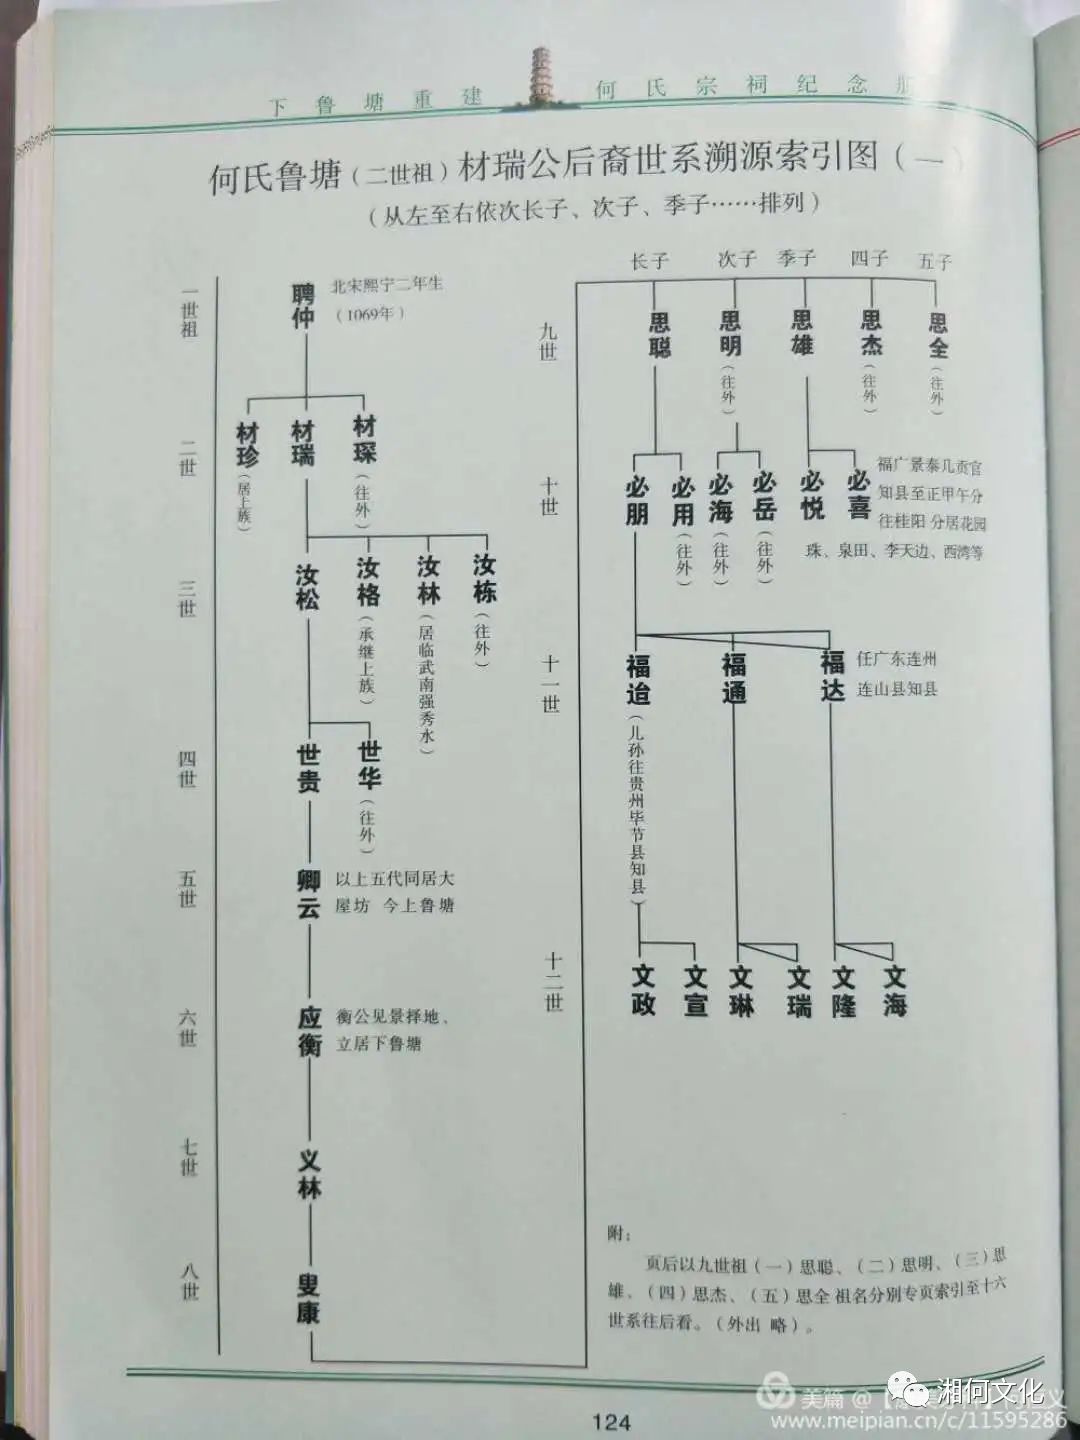 下鲁塘重建 何氏宗祠纪念册
何氏鲁塘（二世祖）材瑞公后裔世系溯源索引图（一）
（从左至右依次长子、次子、季子……排列）
一世祖
聘仲
北宋熙宁二年生
（1069年）
二世
材珍（居上族）
材瑞
材琛（往外）
三世
汝松
汝格（承继上族）
汝林（居临武南强秀水）
汝栋（往外）
四世
世贵
世华（往外）
五世
卿云
以上五代同居大
屋坊 今上鲁塘
六世
应衡
衡公见景择地、
立居下鲁塘
七世
义林
八世
叟康
长子 次子 季子 四子 五子
九世
思聪
思明（往外）
思雄
思杰（往外）
思全（往外）
十世
必朋
必用（往外）
必海（往外）
必岳（往外）
必悦
必喜
福广景泰几贡官
知县至正甲午分
往桂阳 分居花园
珠、泉田、李天边、西湾等
十一世
福迨（儿孙往贵州毕节县知县）
福通
福达
任广东连州
连山县知县
十二世
文政
文宣
文琳
文瑞
文隆
文海
附：
页后以九世祖（一）思聪、（二）思明、（三）思
雄、（四）思杰、（五）思全 祖名分别专页索引至十六
世系往后看。（外出 略）。
124
湘何文化
美篇 @
www.meipian.cn/c/11595286